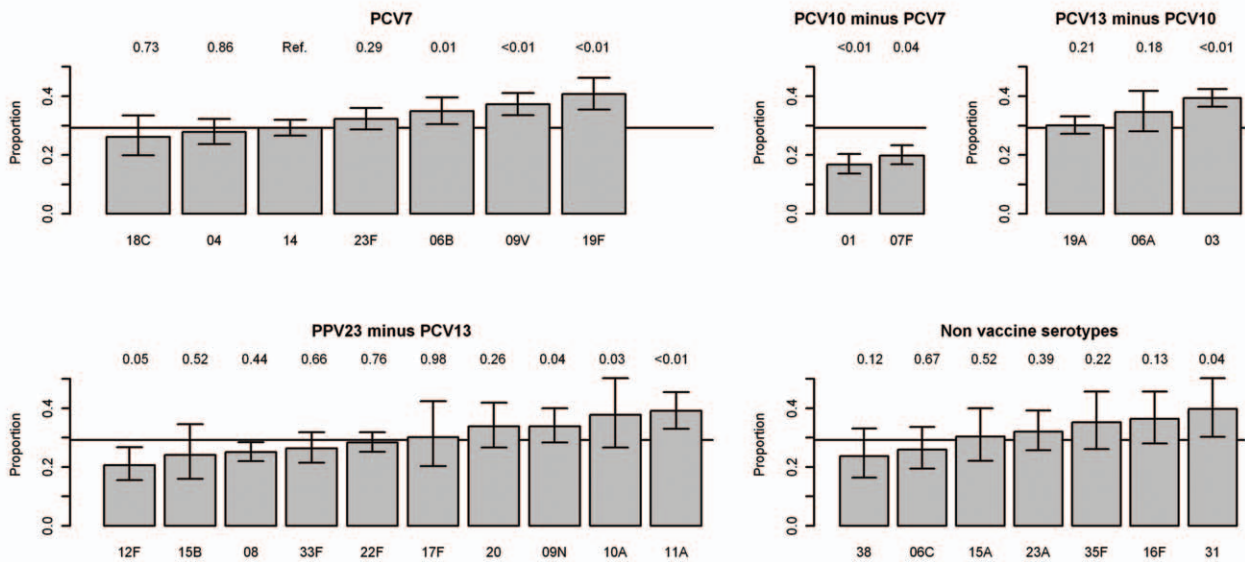 PCV7
0.73 0.86 Ref. 0.29 0.01 <0.01 <0.01
Proportion
0.4
0.2
0.0
18C 04 14 23F 06B 09V 19F
PCV10 minus PCV7
<0.01 0.04
Proportion
0.4
0.2
0.0
01 07F
PCV13 minus PCV10
0.21 0.18 <0.01
Proportion
0.4
0.2
0.0
19A 06A 03
PPV23 minus PCV13
0.05 0.52 0.44 0.66 0.76 0.98 0.26 0.04 0.03 <0.01
Proportion
0.4
0.2
0.0
12F 15B 08 33F 22F 17F 20 09N 10A 11A
Non vaccine serotypes
0.12 0.67 0.52 0.39 0.22 0.13 0.04
Proportion
0.4
0.2
0.0
38 06C 15A 23A 35F 16F 31